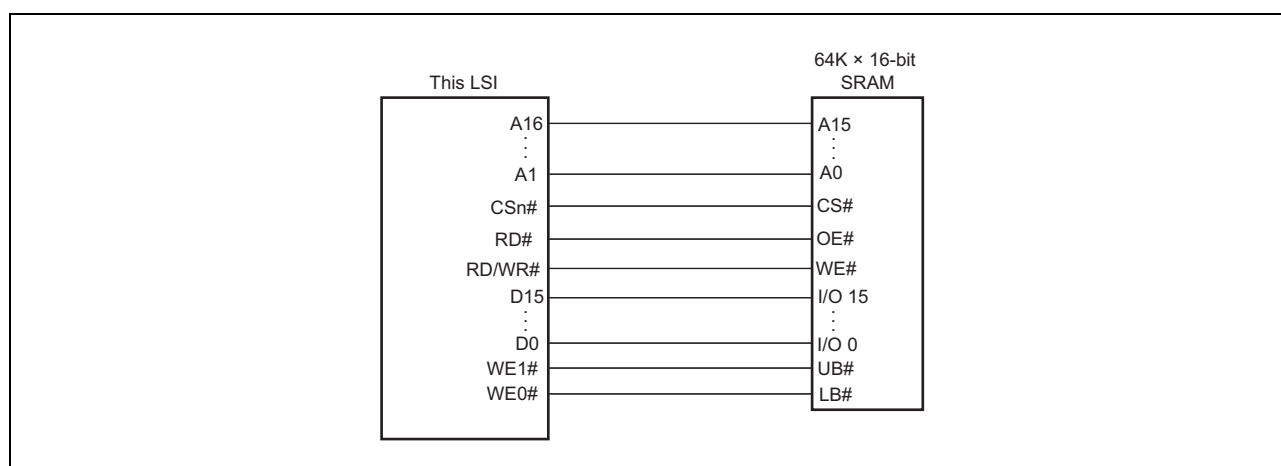 64K × 16-bit
This LSI SRAM
A16 A15
A1 A0
CSn# CS#
RD# OE#
RD/WR# WE#
D15 I/O 15
D0 I/O 0
WE1# UB#
WE0# LB#